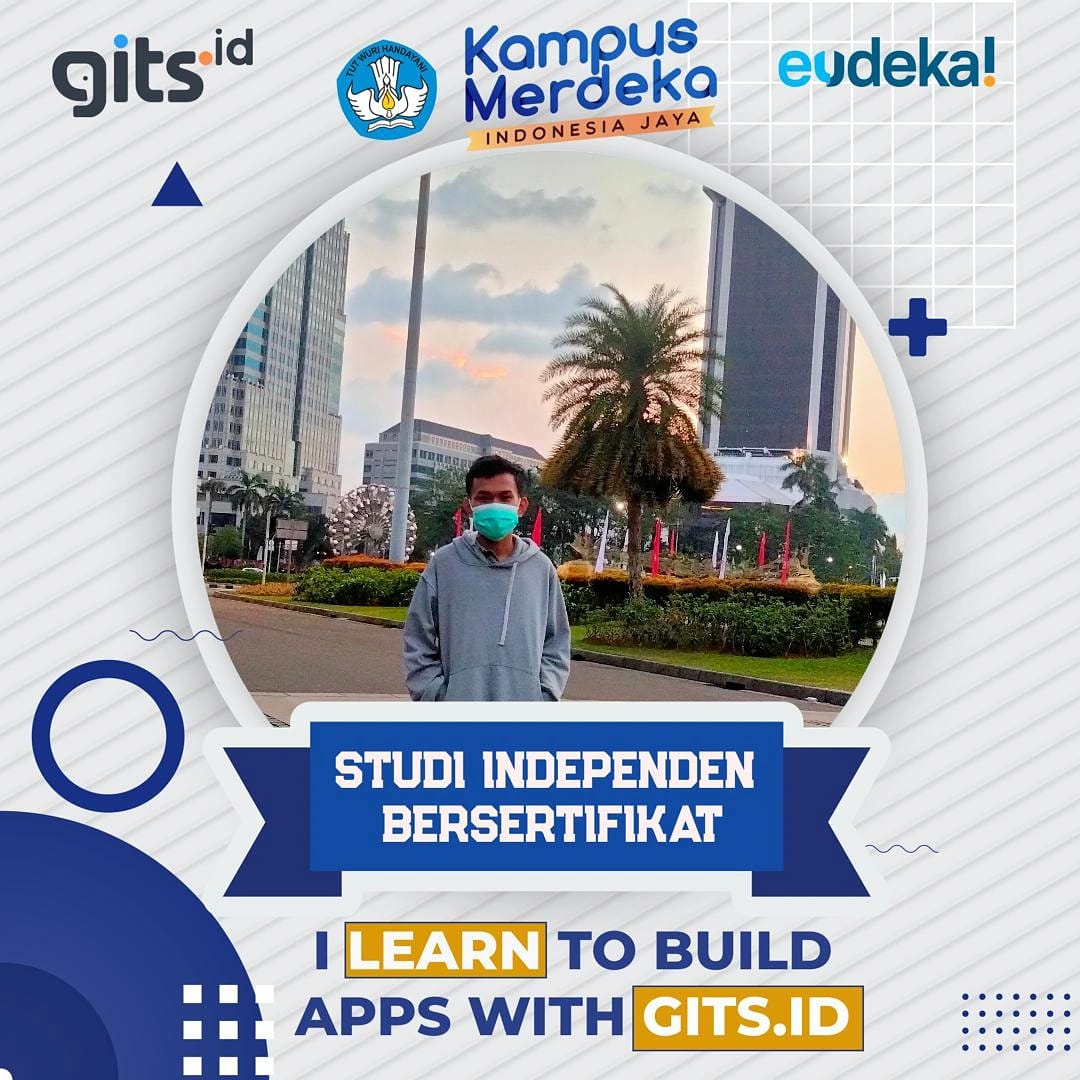 gits.id
TUT WURI HANDAYANI
Kampus
Merdeka
INDONESIA JAYA
eudeka!
STUDI INDEPENDEN
BERSERTIFIKAT
I LEARN TO BUILD
APPS WITH GITS.ID